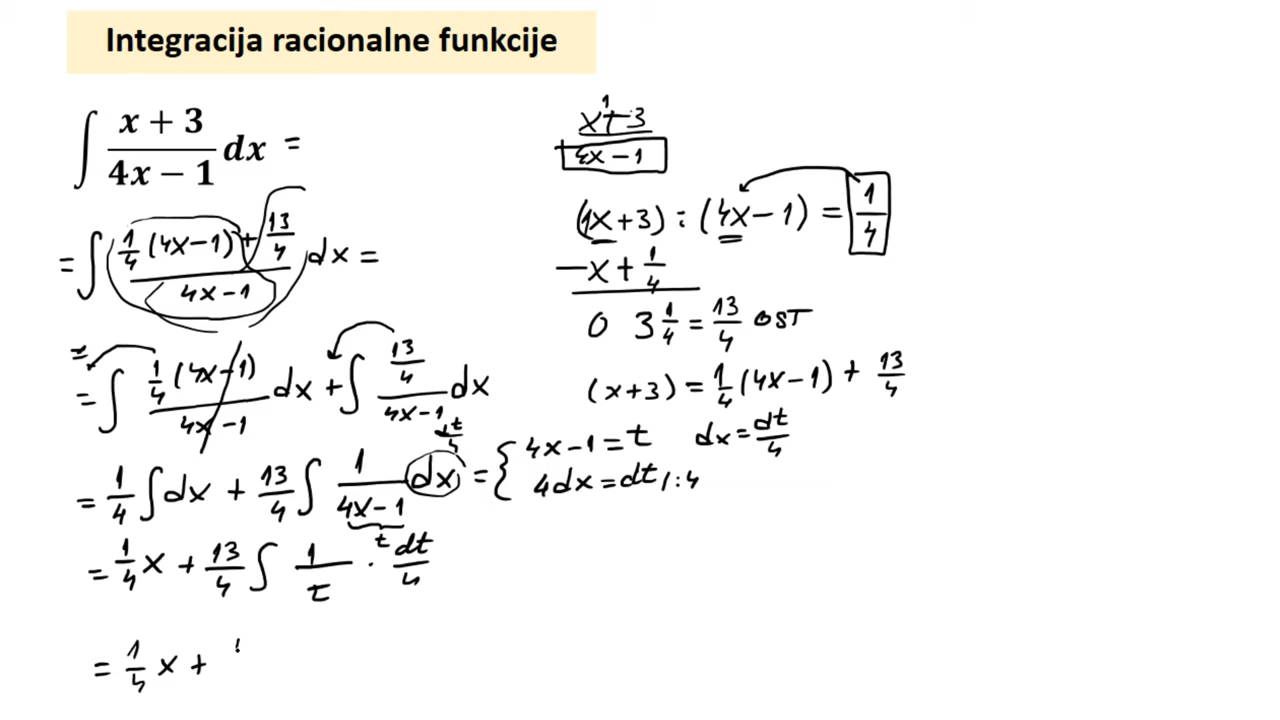 Integracija racionalne funkcije
∫ (x + 3)/(4x − 1) dx =
= ∫ (1/4 (4x−1) + 13/4)/(4x−1) dx =
= ∫ (1/4 (4x−1))/(4x−1) dx + ∫ (13/4)/(4x−1) dx
= 1/4 ∫ dx + 13/4 ∫ 1/(4x−1) dx = { 4x−1 = t
dt/4
t
4dx = dt /:4
dx = dt/4
= 1/4 x + 13/4 ∫ 1/t · dt/4
= 1/4 x +
x+3
4x−1
(1x+3) : (4x−1) = 1/4
−x + 1/4
0 3 1/4 = 13/4 OST
(x+3) = 1/4 (4x−1) + 13/4